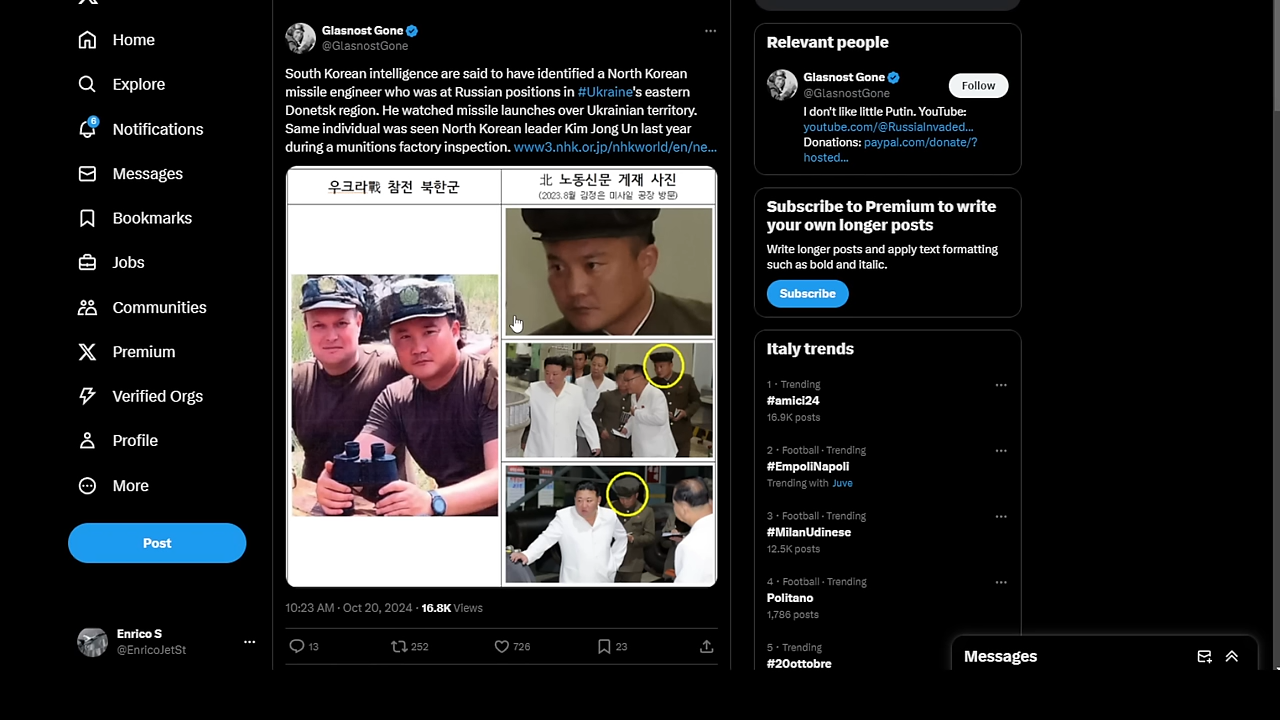 Home
Explore
6
Notifications
Messages
Bookmarks
Jobs
Communities
Premium
Verified Orgs
Profile
More
Post
Enrico S
@EnricoJetSt
Glasnost Gone
@GlasnostGone
South Korean intelligence are said to have identified a North Korean
missile engineer who was at Russian positions in #Ukraine's eastern
Donetsk region. He watched missile launches over Ukrainian territory.
Same individual was seen North Korean leader Kim Jong Un last year
during a munitions factory inspection. www3.nhk.or.jp/nhkworld/en/ne...
우크라戰 참전 북한군
北 노동신문 게재 사진
(2023.8월 김정은 미사일 공장 방문)
10:23 AM · Oct 20, 2024 · 16.8K Views
13
252
726
23
Relevant people
Glasnost Gone
@GlasnostGone
Follow
I don't like little Putin. YouTube:
youtube.com/@RussiaInvaded...
Donations: paypal.com/donate/?
hosted...
Subscribe to Premium to write
your own longer posts
Write longer posts and apply text formatting
such as bold and italic.
Subscribe
Italy trends
1 · Trending
#amici24
16.9K posts
2 · Football · Trending
#EmpoliNapoli
Trending with Juve
3 · Football · Trending
#MilanUdinese
12.5K posts
4 · Football · Trending
Politano
1,786 posts
5 · Trending
#20ottobre
Messages